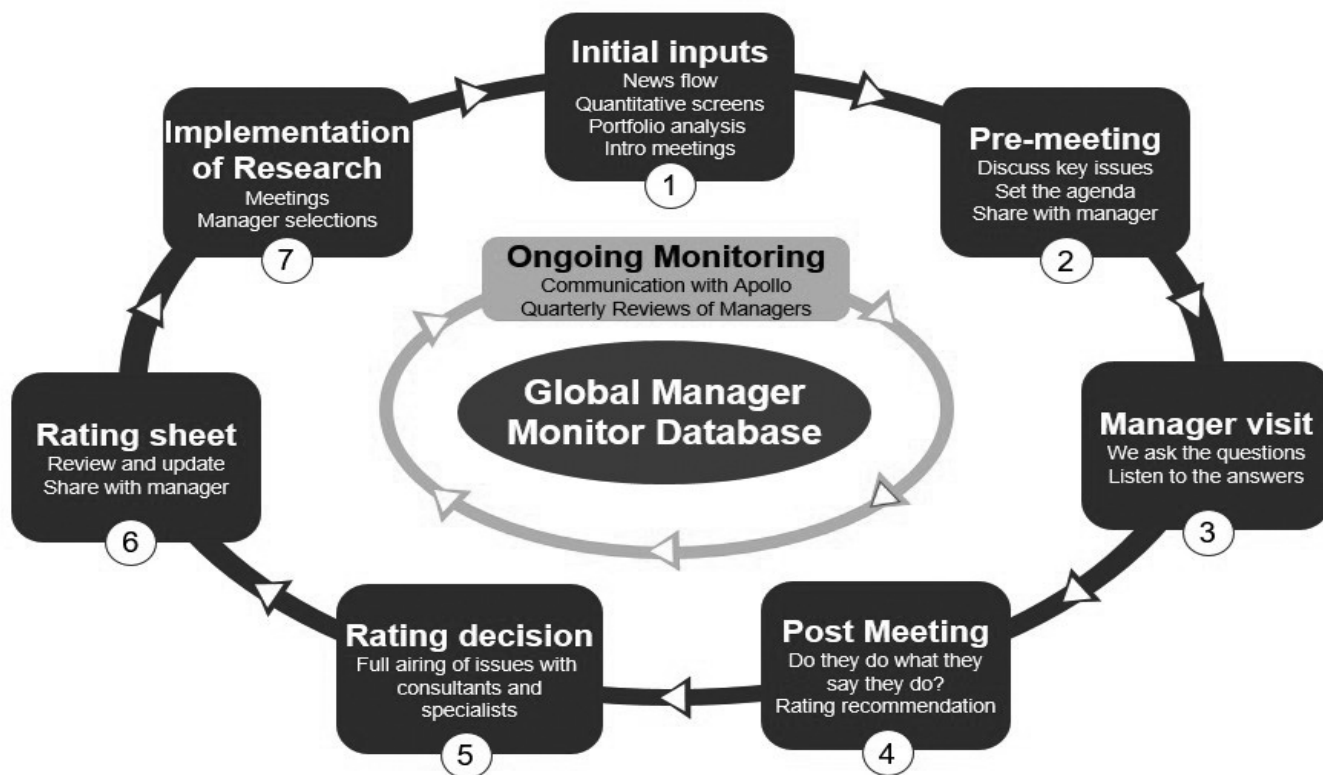 Initial inputs
News flow
Quantitative screens
Portfolio analysis
Intro meetings
1
Pre-meeting
Discuss key issues
Set the agenda
Share with manager
2
Manager visit
We ask the questions
Listen to the answers
3
Post Meeting
Do they do what they
say they do?
Rating recommendation
4
Rating decision
Full airing of issues with
consultants and
specialists
5
Rating sheet
Review and update
Share with manager
6
Implementation
of Research
Meetings
Manager selections
7
Ongoing Monitoring
Communication with Apollo
Quarterly Reviews of Managers
Global Manager
Monitor Database